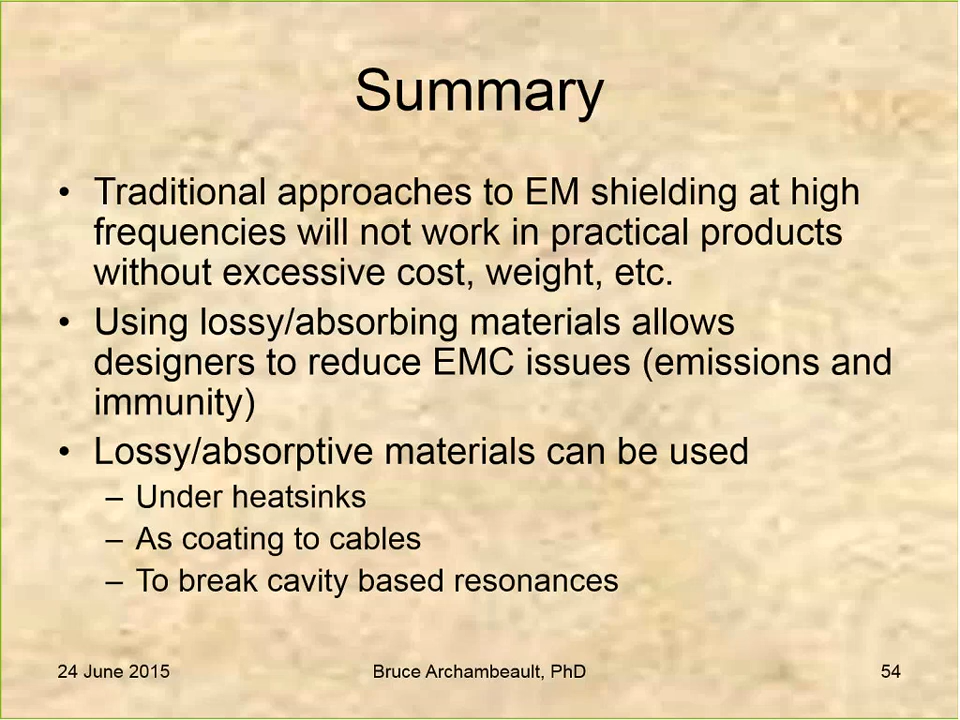 Summary
• Traditional approaches to EM shielding at high
frequencies will not work in practical products
without excessive cost, weight, etc.
• Using lossy/absorbing materials allows
designers to reduce EMC issues (emissions and
immunity)
• Lossy/absorptive materials can be used
– Under heatsinks
– As coating to cables
– To break cavity based resonances
24 June 2015 Bruce Archambeault, PhD 54